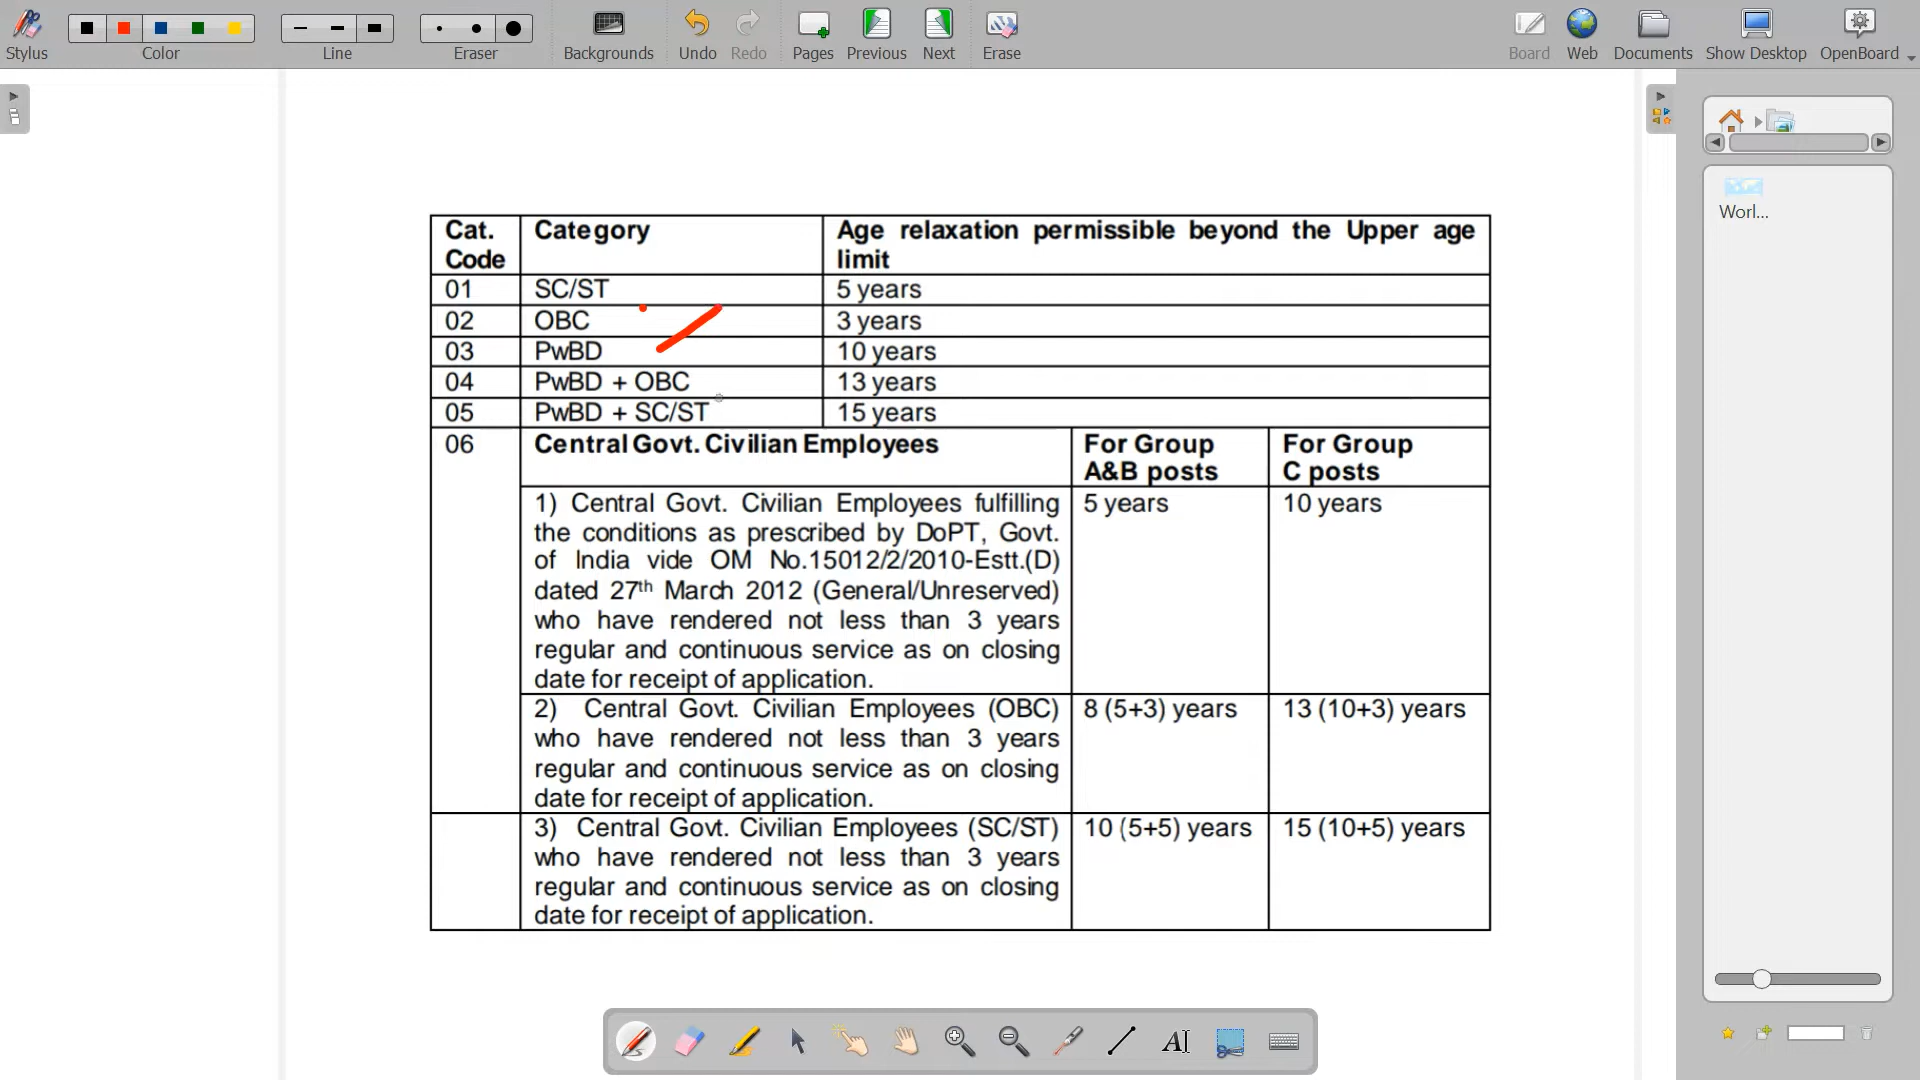 Stylus
Color
Line
Eraser
Backgrounds
Undo
Redo
Pages
Previous
Next
Erase
Board
Web
Documents
Show Desktop
OpenBoard
Worl...
Cat. Code Category Age relaxation permissible beyond the Upper age limit
01 SC/ST 5 years
02 OBC 3 years
03 PwBD 10 years
04 PwBD + OBC 13 years
05 PwBD + SC/ST 15 years
06 Central Govt. Civilian Employees For Group A&B posts For Group C posts
1) Central Govt. Civilian Employees fulfilling 5 years 10 years
the conditions as prescribed by DoPT, Govt.
of India vide OM No.15012/2/2010-Estt.(D)
dated 27th March 2012 (General/Unreserved)
who have rendered not less than 3 years
regular and continuous service as on closing
date for receipt of application.
2) Central Govt. Civilian Employees (OBC) 8 (5+3) years 13 (10+3) years
who have rendered not less than 3 years
regular and continuous service as on closing
date for receipt of application.
3) Central Govt. Civilian Employees (SC/ST) 10 (5+5) years 15 (10+5) years
who have rendered not less than 3 years
regular and continuous service as on closing
date for receipt of application.